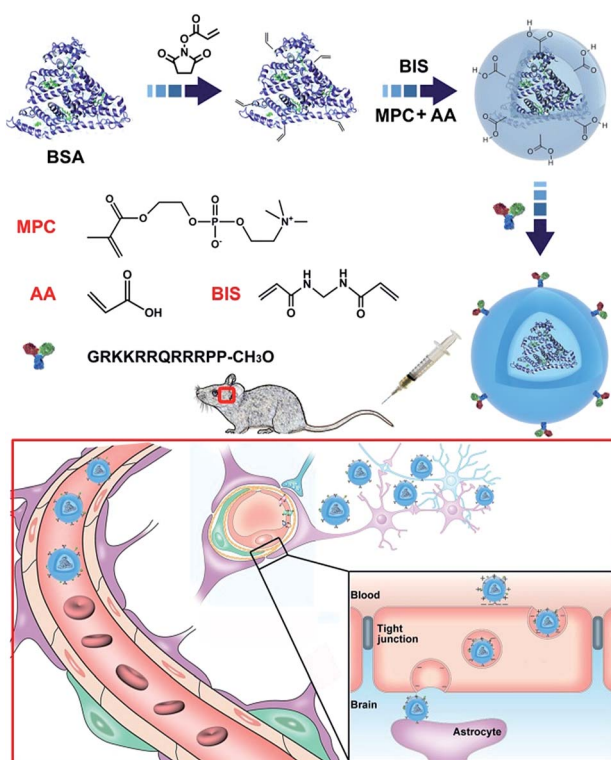 BSA
BIS
MPC + AA
MPC
AA
BIS
GRKKRRQRRRPP-CH₃O
Blood
Tight
junction
Brain
Astrocyte